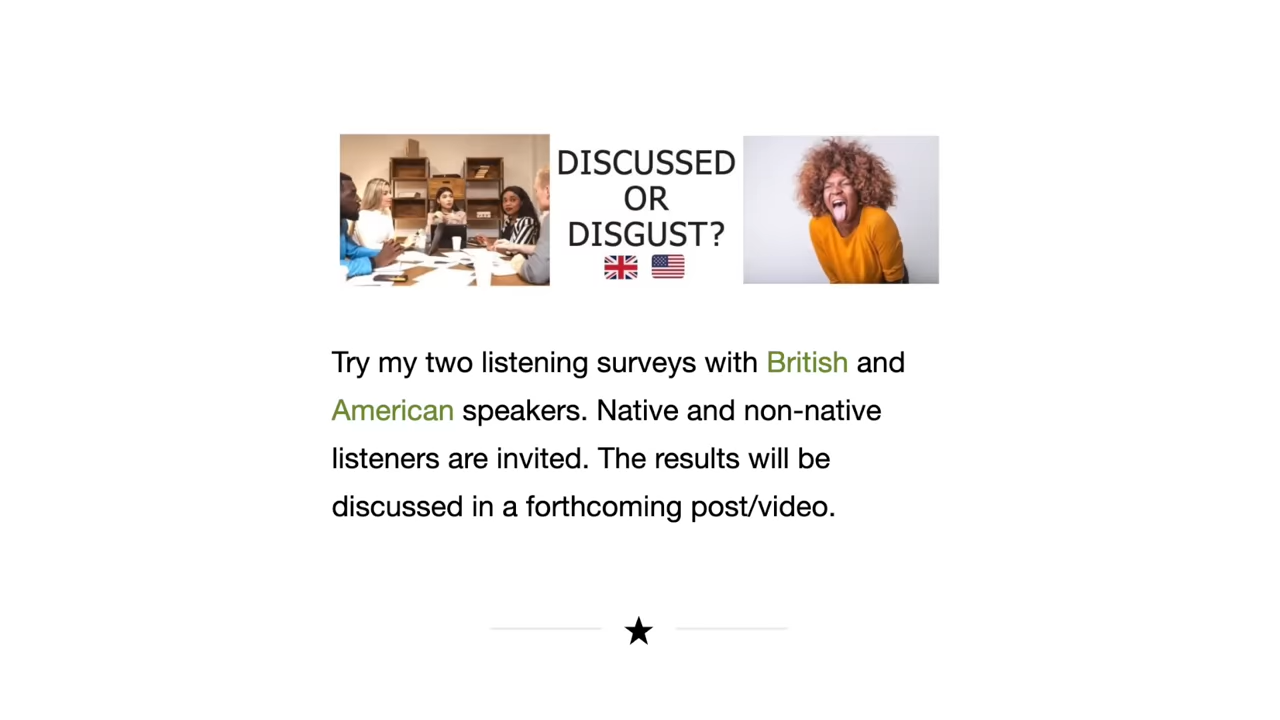 DISCUSSED
OR
DISGUST?
Try my two listening surveys with British and
American speakers. Native and non-native
listeners are invited. The results will be
discussed in a forthcoming post/video.